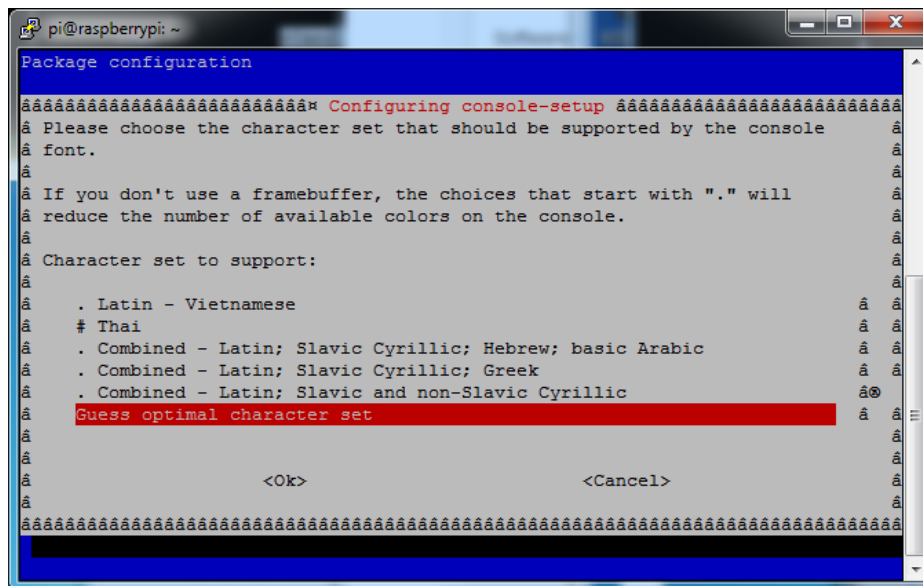 pi@raspberrypi: ~
Package configuration
ââââââââââââââââââââââââââ¤ Configuring console-setup ââââââââââââââââââââââââââ
â Please choose the character set that should be supported by the console â
â font. â
â â
â If you don't use a framebuffer, the choices that start with "." will â
â reduce the number of available colors on the console. â
â â
â Character set to support: â
â â
â . Latin - Vietnamese â â
â # Thai â â
â . Combined - Latin; Slavic Cyrillic; Hebrew; basic Arabic â â
â . Combined - Latin; Slavic Cyrillic; Greek â â
â . Combined - Latin; Slavic and non-Slavic Cyrillic â®
â Guess optimal character set â â
â â
â â
â <Ok> <Cancel> â
â â
ââââââââââââââââââââââââââââââââââââââââââââââââââââââââââââââââââââââââââââââââ